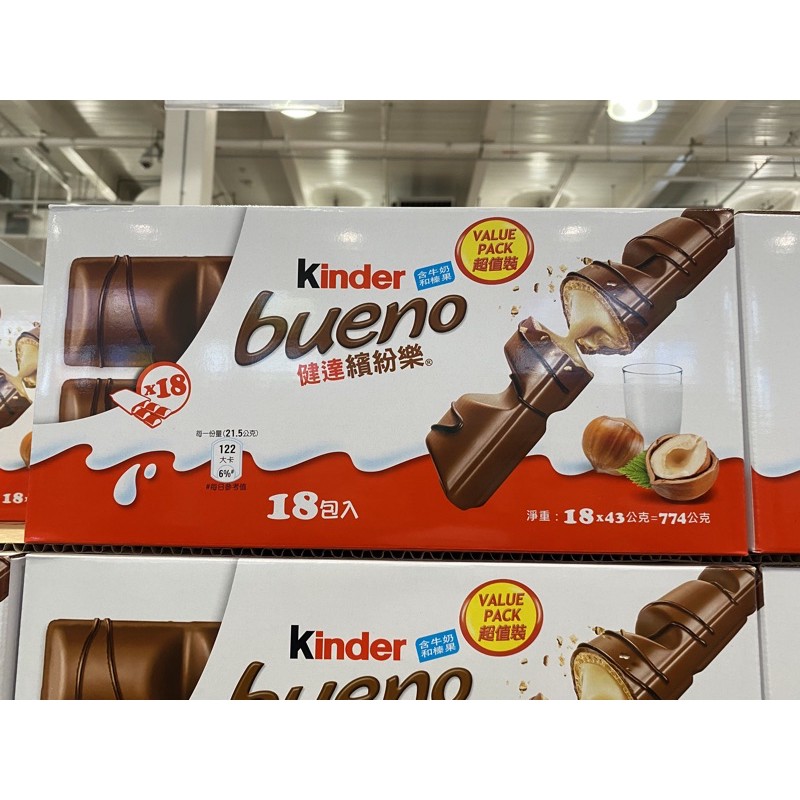 Kinder
含牛奶
和榛果
VALUE
PACK
超值裝
bueno
健達繽紛樂®
x18
每一份量(21.5公克)
122
大卡
6%#
#每日參考值
18包入
淨重：18x43公克=774公克
18
VALUE
PACK
超值裝
Kinder
含牛奶
和榛果
bueno